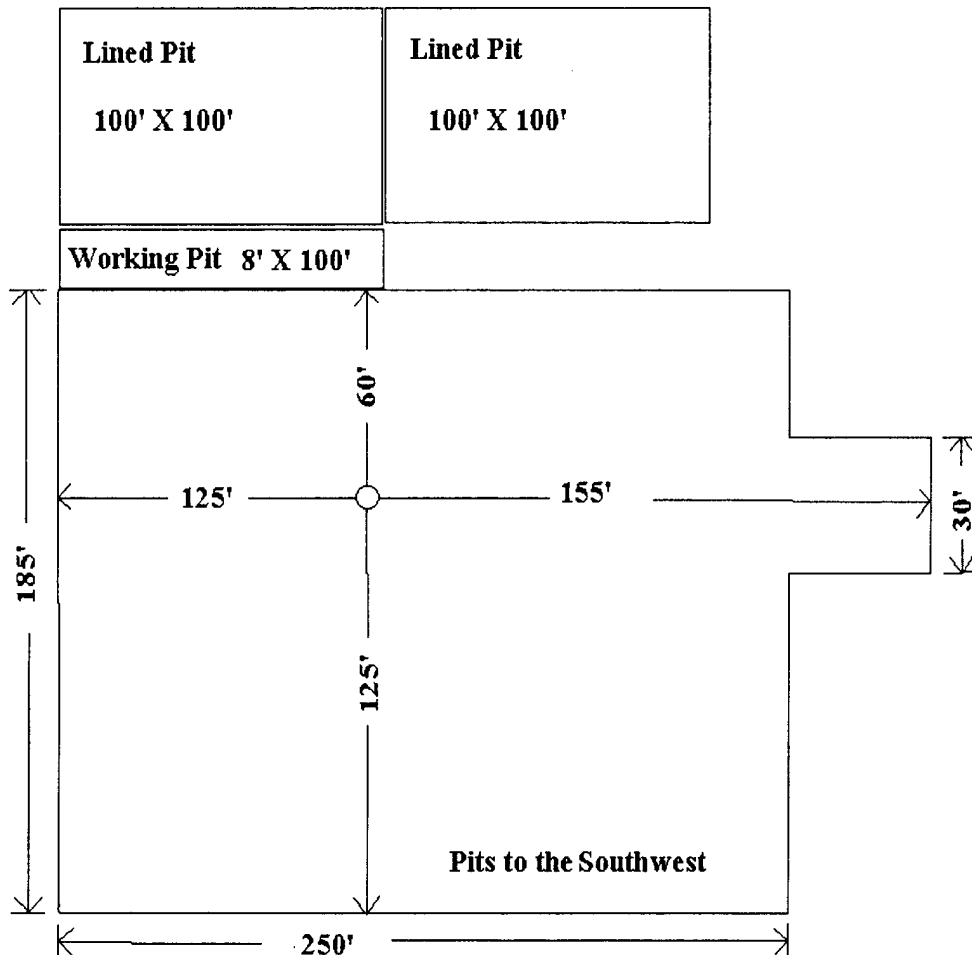 Lined Pit
100' X 100'
Lined Pit
100' X 100'
Working Pit 8' X 100'
60'
125'
155'
30'
185'
125'
Pits to the Southwest
250'